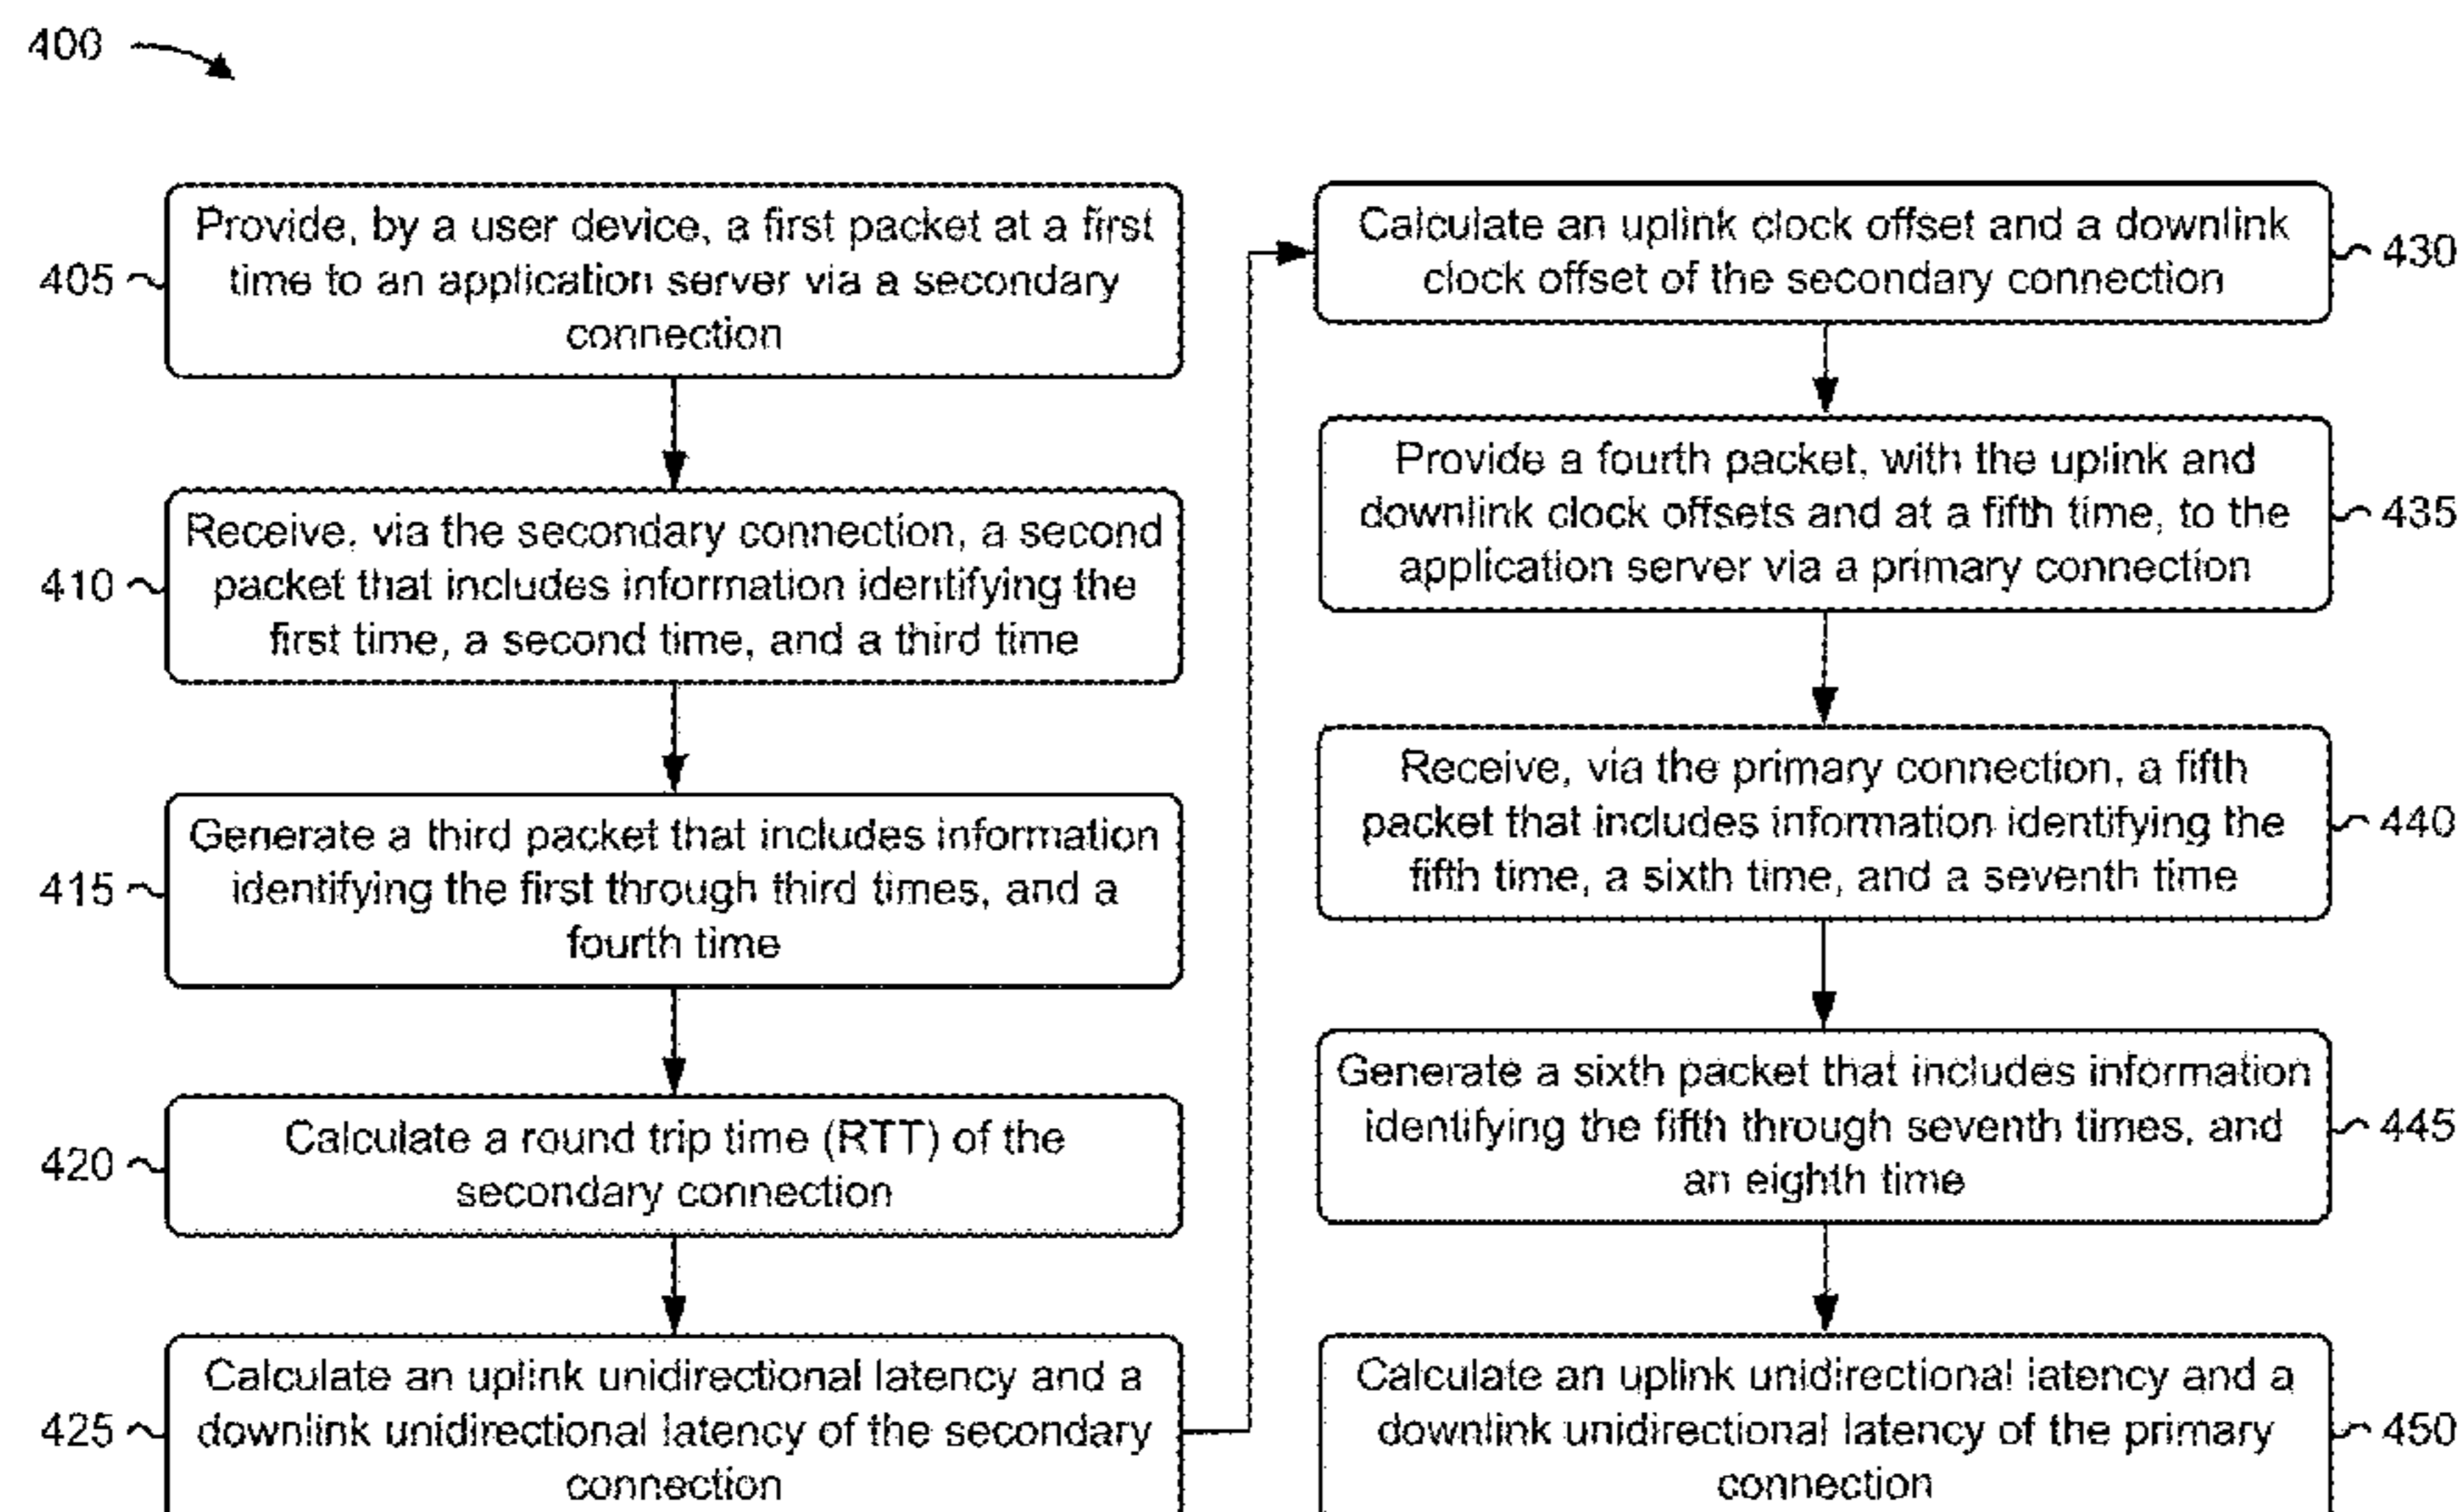 400
405
Provide, by a user device, a first packet at a first
time to an application server via a secondary
connection
410
Receive, via the secondary connection, a second
packet that includes information identifying the
first time, a second time, and a third time
415
Generate a third packet that includes information
identifying the first through third times, and a
fourth time
420
Calculate a round trip time (RTT) of the
secondary connection
425
Calculate an uplink unidirectional latency and a
downlink unidirectional latency of the secondary
connection
430
Calculate an uplink clock offset and a downlink
clock offset of the secondary connection
435
Provide a fourth packet, with the uplink and
downlink clock offsets and at a fifth time, to the
application server via a primary connection
440
Receive, via the primary connection, a fifth
packet that includes information identifying the
fifth time, a sixth time, and a seventh time
445
Generate a sixth packet that includes information
identifying the fifth through seventh times, and
an eighth time
450
Calculate an uplink unidirectional latency and a
downlink unidirectional latency of the primary
connection